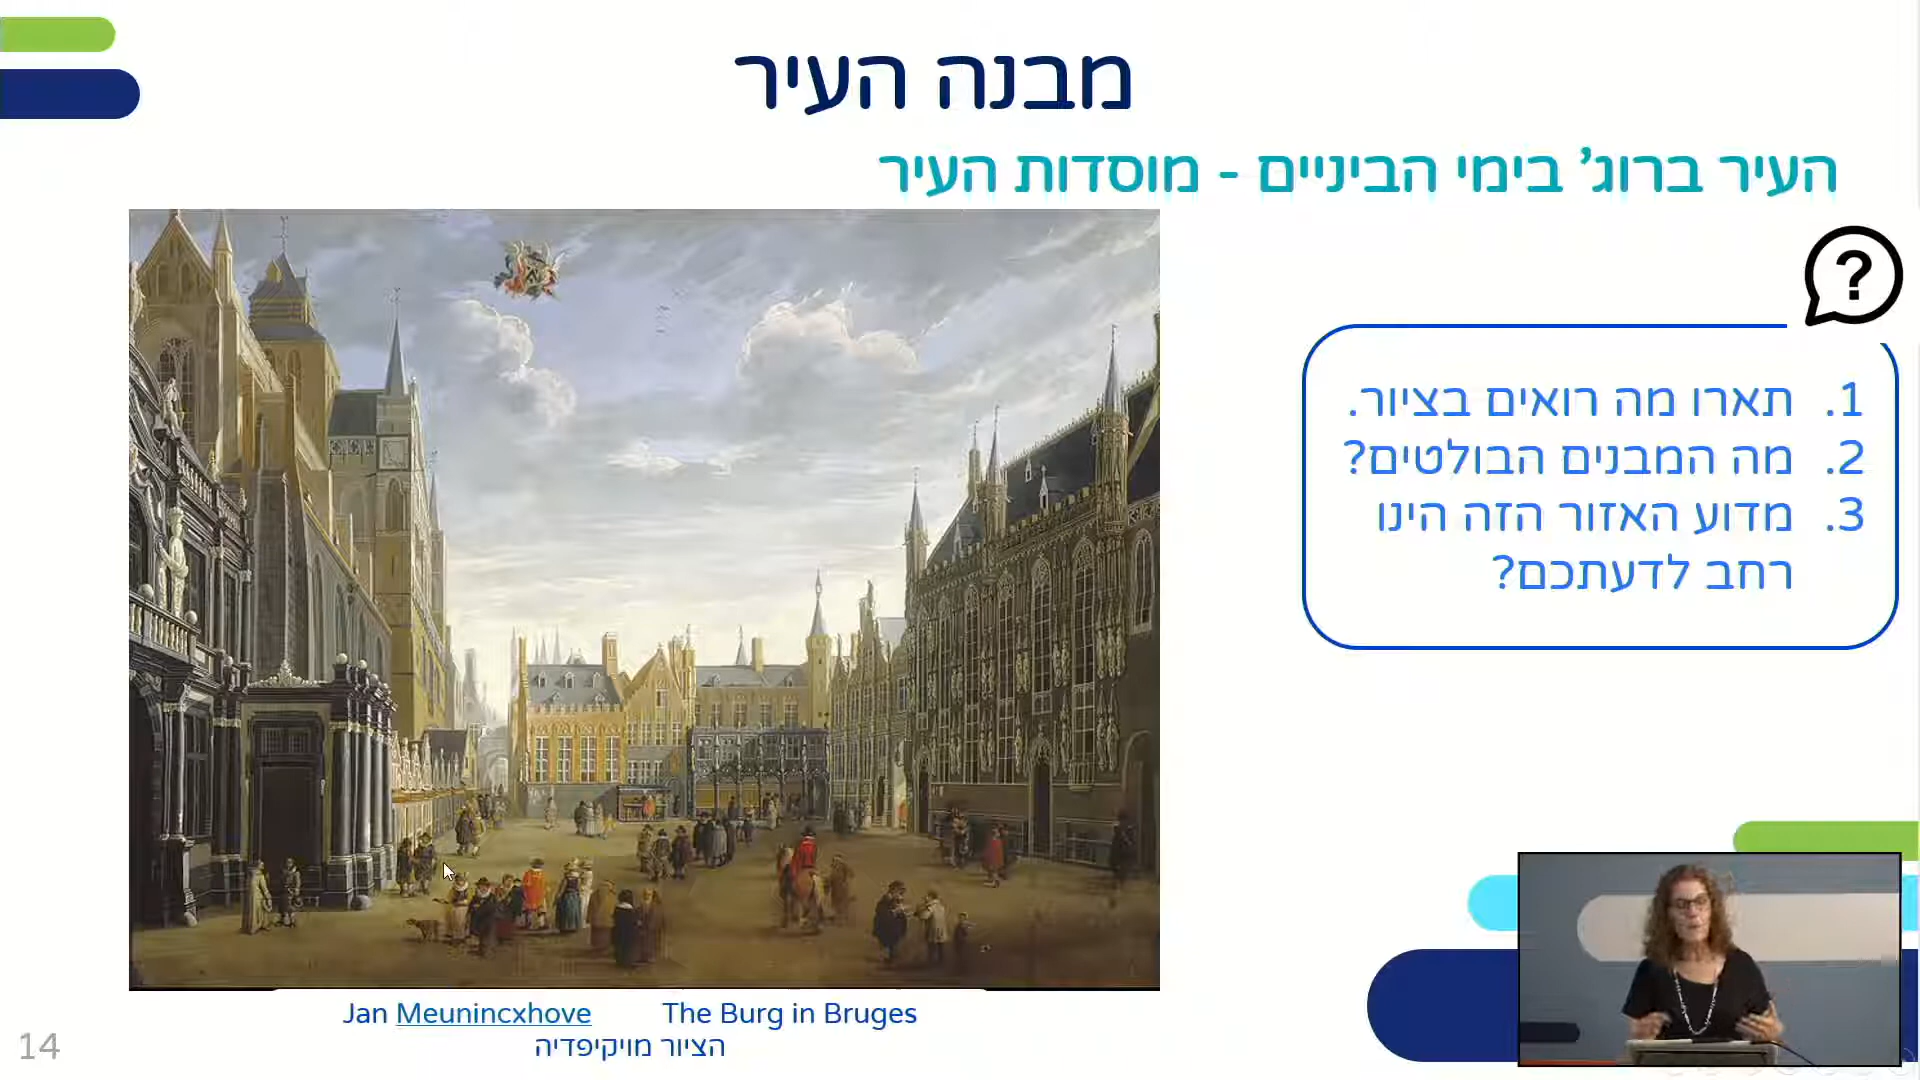 מבנה העיר
העיר ברוג' בימי הביניים - מוסדות העיר
?
1. תארו מה רואים בציור.
2. מה המבנים הבולטים?
3. מדוע האזור הזה הינו
רחב לדעתכם?
Jan Meunincxhove The Burg in Bruges
הציור מויקיפדיה
14